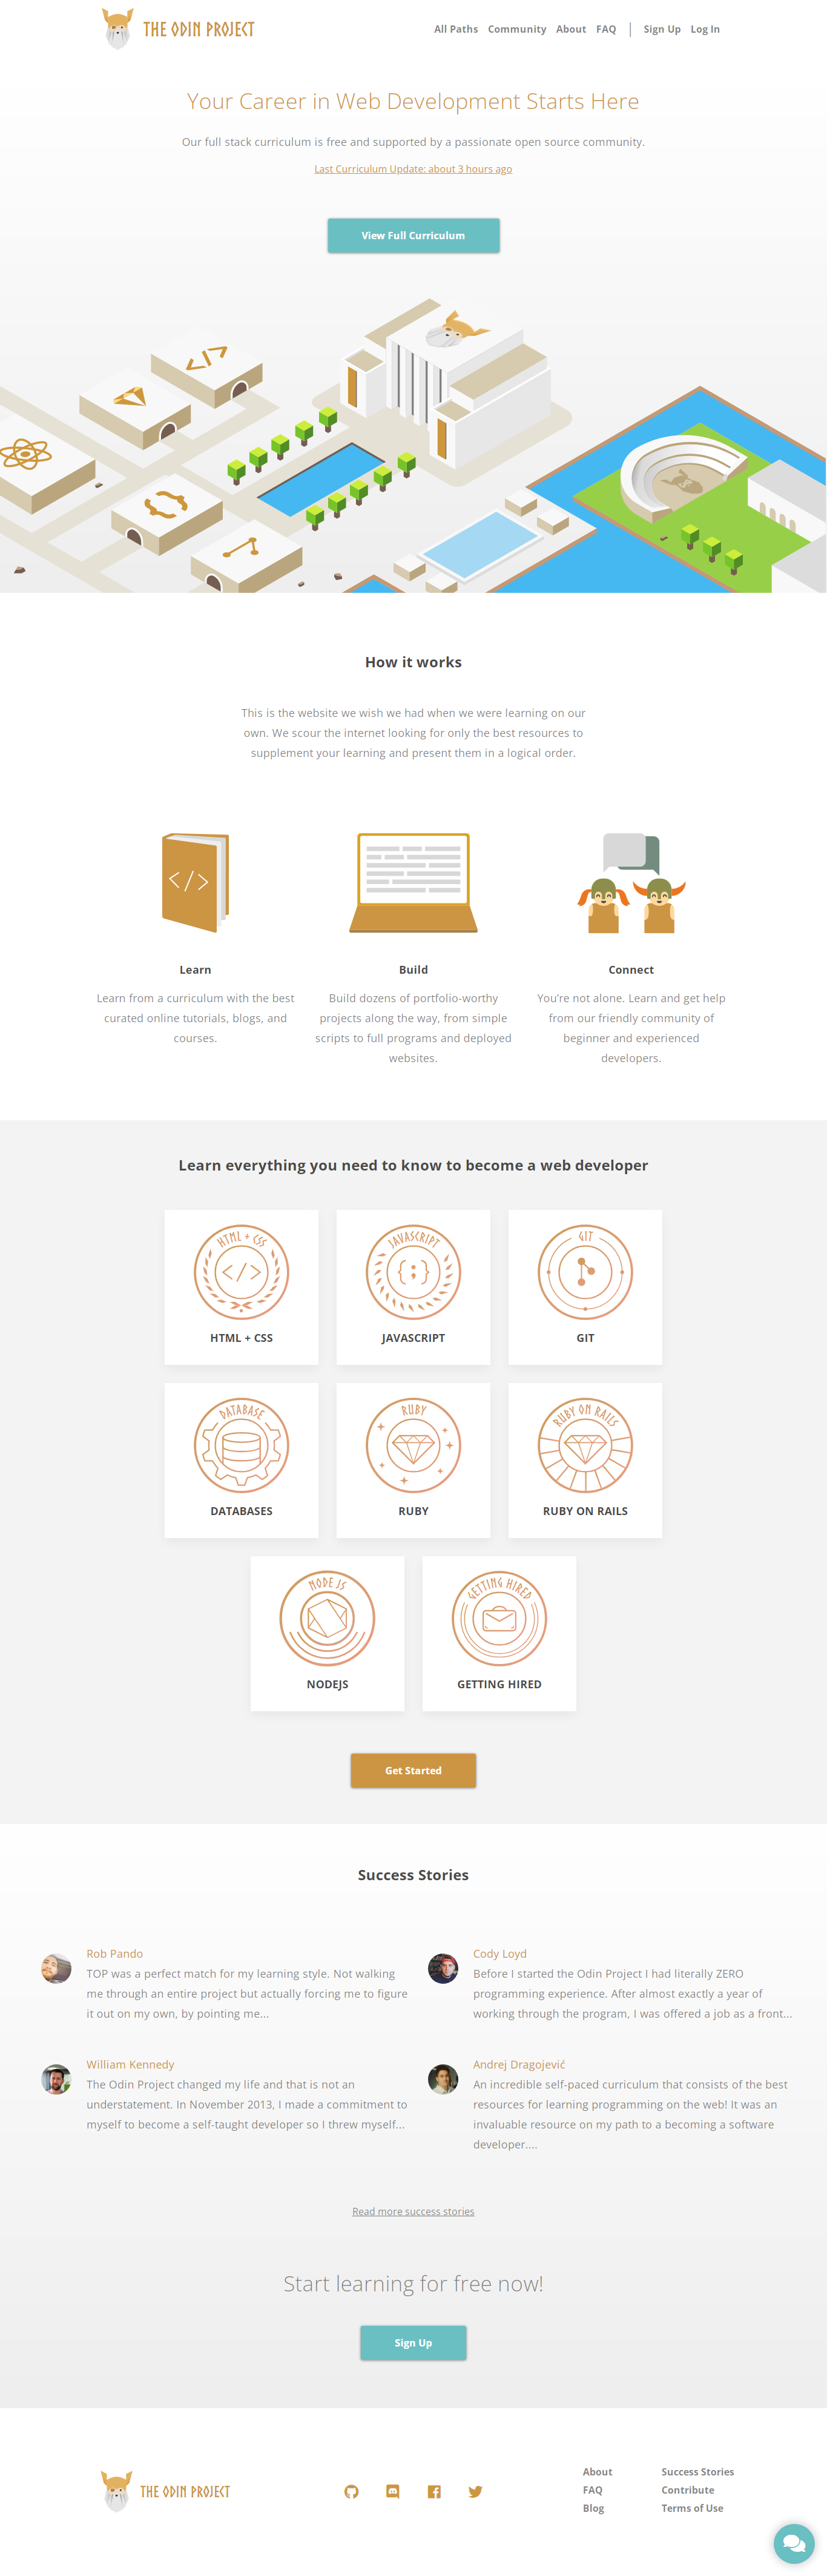 THE ODIN PROJECT
All Paths Community About FAQ Sign Up Log In
Your Career in Web Development Starts Here
Our full stack curriculum is free and supported by a passionate open source community.
Last Curriculum Update: about 3 hours ago
View Full Curriculum
How it works
This is the website we wish we had when we were learning on our
own. We scour the internet looking for only the best resources to
supplement your learning and present them in a logical order.
Learn
Learn from a curriculum with the best
curated online tutorials, blogs, and
courses.
Build
Build dozens of portfolio-worthy
projects along the way, from simple
scripts to full programs and deployed
websites.
Connect
You're not alone. Learn and get help
from our friendly community of
beginner and experienced
developers.
Learn everything you need to know to become a web developer
HTML + CSS
HTML + CSS
JAVASCRIPT
JAVASCRIPT
GIT
GIT
DATABASE
DATABASES
RUBY
RUBY
RUBY ON RAILS
RUBY ON RAILS
NODE JS
NODEJS
GETTING HIRED
GETTING HIRED
Get Started
Success Stories
Rob Pando
TOP was a perfect match for my learning style. Not walking
me through an entire project but actually forcing me to figure
it out on my own, by pointing me...
Cody Loyd
Before I started the Odin Project I had literally ZERO
programming experience. After almost exactly a year of
working through the program, I was offered a job as a front...
William Kennedy
The Odin Project changed my life and that is not an
understatement. In November 2013, I made a commitment to
myself to become a self-taught developer so I threw myself...
Andrej Dragojević
An incredible self-paced curriculum that consists of the best
resources for learning programming on the web! It was an
invaluable resource on my path to a becoming a software
developer....
Read more success stories
Start learning for free now!
Sign Up
THE ODIN PROJECT
About
FAQ
Blog
Success Stories
Contribute
Terms of Use